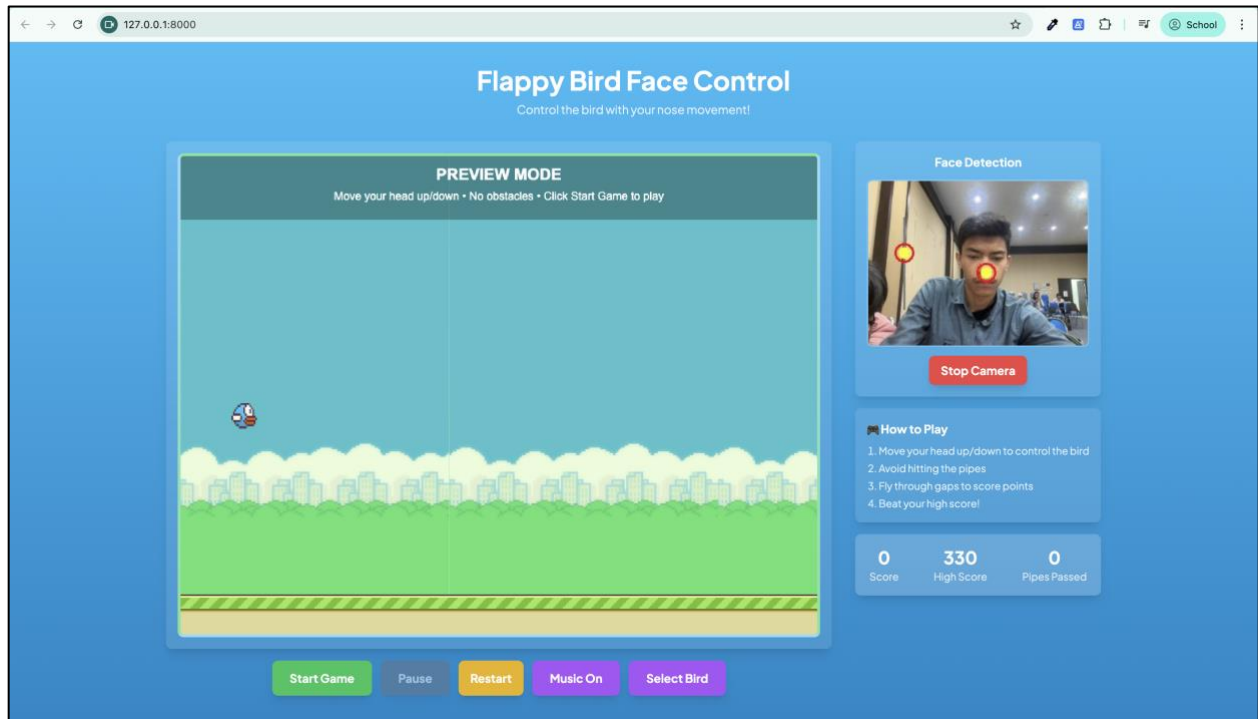 127.0.0.1:8000
School
Flappy Bird Face Control
Control the bird with your nose movement!
PREVIEW MODE
Move your head up/down • No obstacles • Click Start Game to play
Face Detection
Stop Camera
🎮 How to Play
1. Move your head up/down to control the bird
2. Avoid hitting the pipes
3. Fly through gaps to score points
4. Beat your high score!
0 330 0
Score High Score Pipes Passed
Start Game Pause Restart Music On Select Bird